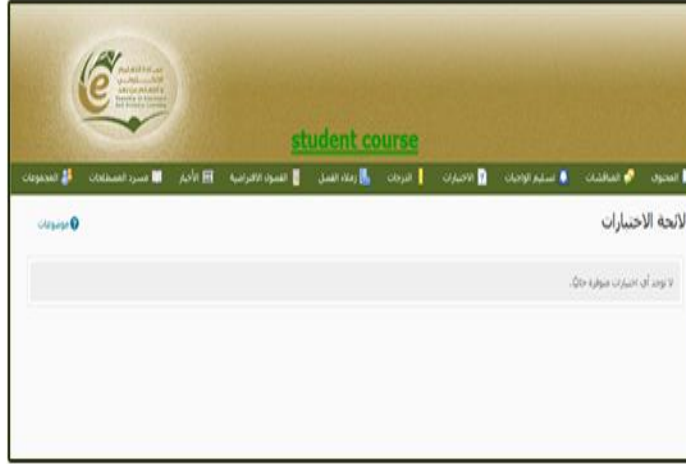 student course
المحتوى المناقشات تسليم الواجبات الاختبارات الدرجات زملاء الفصل الفصول الافتراضية الأخبار مسرد المصطلحات المجموعات
لائحة الاختبارات
موضوعات
لا توجد أي اختبارات متوفرة حاليًا.